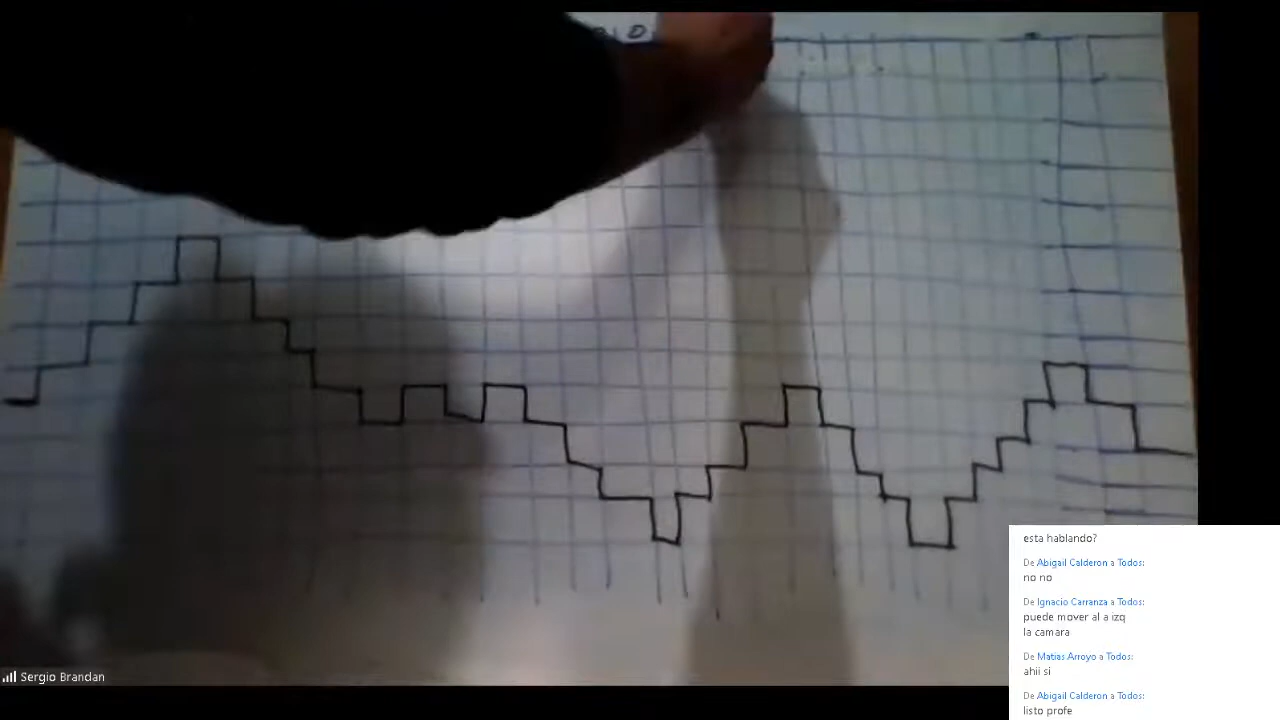 esta hablando?
De Abigail Calderon a Todos:
no no
De Ignacio Carranza a Todos:
puede mover al a izq
la camara
De Matias Arroyo a Todos:
ahii si
De Abigail Calderon a Todos:
listo profe
Sergio Brandan